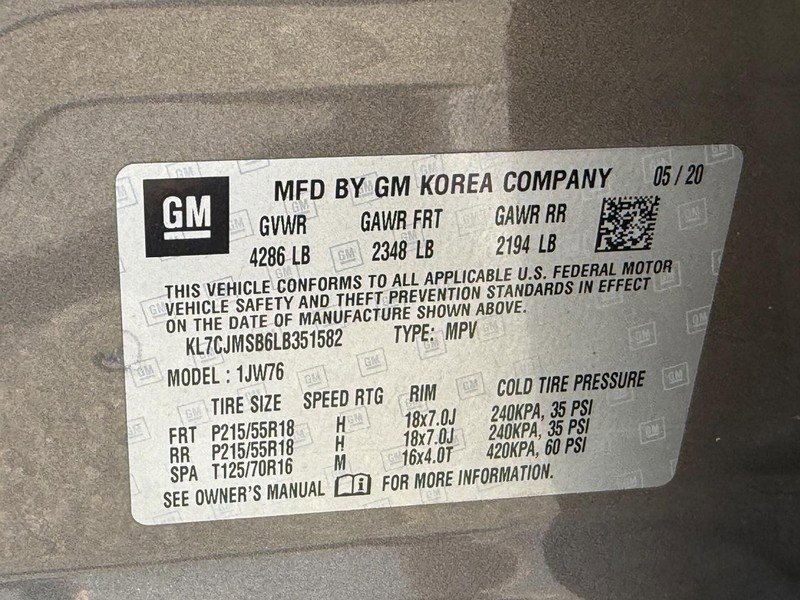 GM
MFD BY GM KOREA COMPANY 05 / 20
GVWR GAWR FRT GAWR RR
4286 LB 2348 LB 2194 LB
THIS VEHICLE CONFORMS TO ALL APPLICABLE U.S. FEDERAL MOTOR
VEHICLE SAFETY AND THEFT PREVENTION STANDARDS IN EFFECT
ON THE DATE OF MANUFACTURE SHOWN ABOVE.
KL7CJMSB6LB351582 TYPE: MPV
MODEL : 1JW76
TIRE SIZE SPEED RTG RIM COLD TIRE PRESSURE
FRT P215/55R18 H 18x7.0J 240KPA, 35 PSI
RR P215/55R18 H 18x7.0J 240KPA, 35 PSI
SPA T125/70R16 M 16x4.0T 420KPA, 60 PSI
SEE OWNER'S MANUAL FOR MORE INFORMATION.